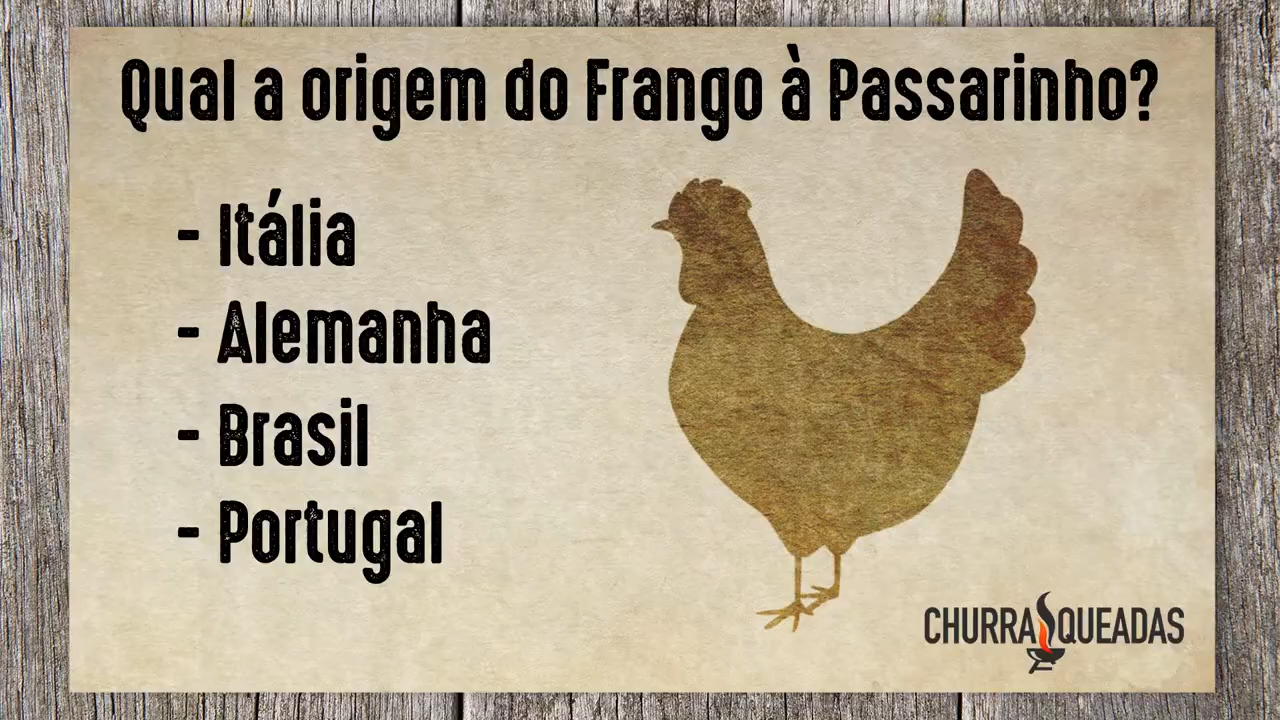 Qual a origem do Frango à Passarinho?
- Itália
- Alemanha
- Brasil
- Portugal
CHURRASQUEADAS